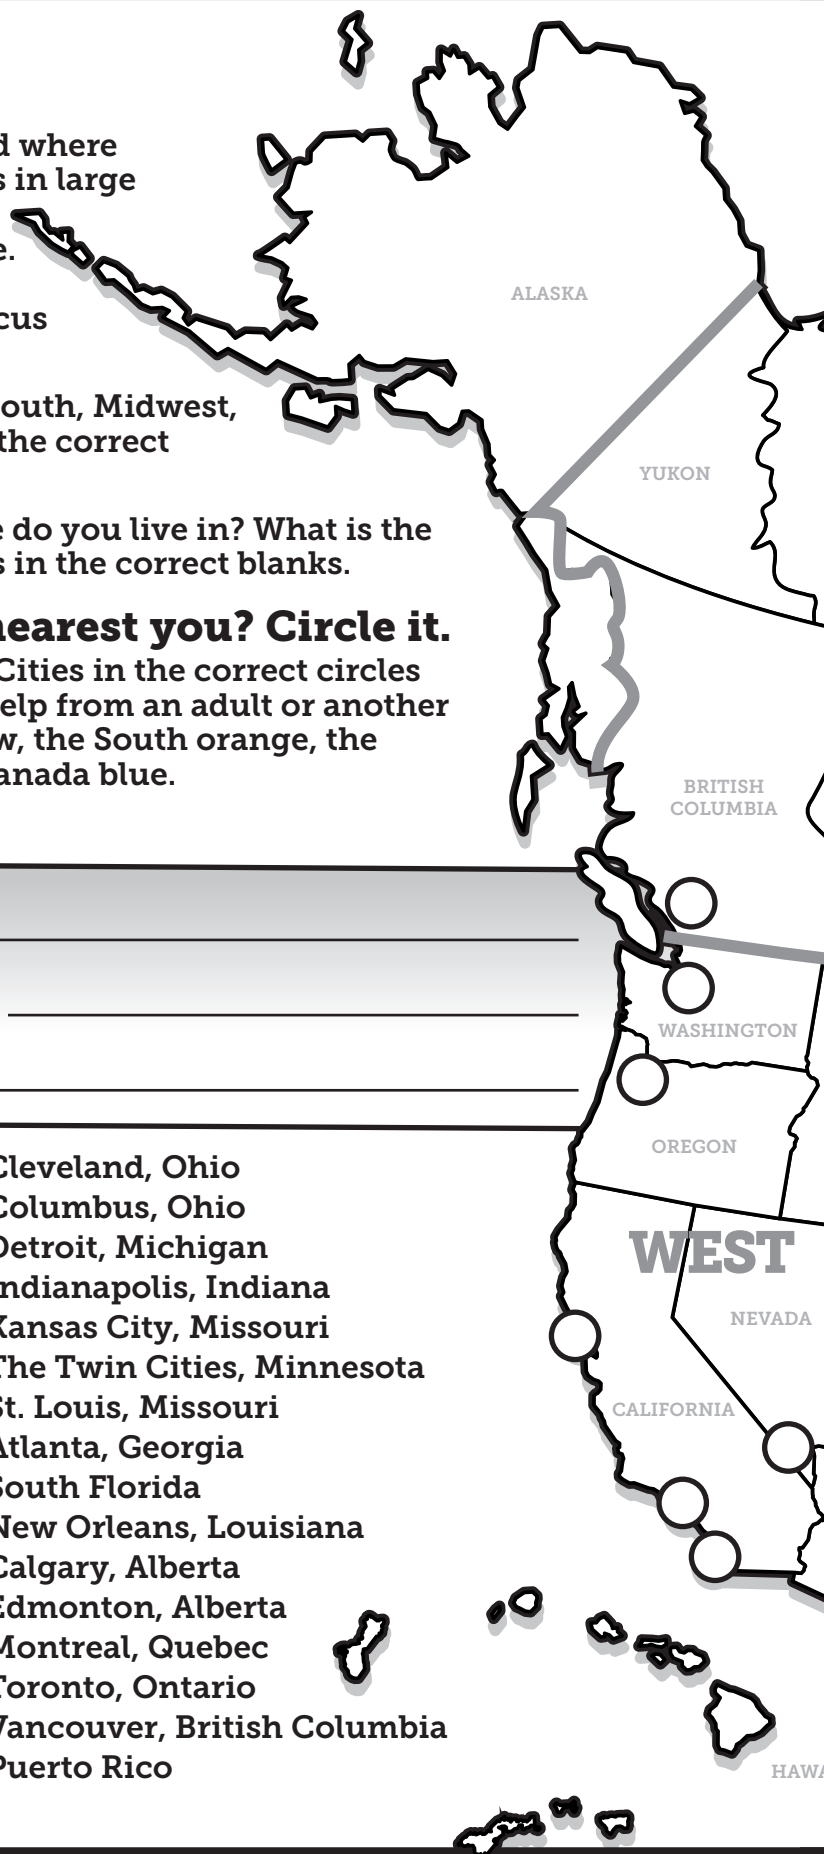 d where
s in large
e.
cus
outh, Midwest,
the correct
e do you live in? What is the
s in the correct blanks.
nearest you? Circle it.
Cities in the correct circles
elp from an adult or another
w, the South orange, the
anada blue.
Cleveland, Ohio
Columbus, Ohio
Detroit, Michigan
Indianapolis, Indiana
Kansas City, Missouri
The Twin Cities, Minnesota
St. Louis, Missouri
Atlanta, Georgia
South Florida
New Orleans, Louisiana
Calgary, Alberta
Edmonton, Alberta
Montreal, Quebec
Toronto, Ontario
Vancouver, British Columbia
Puerto Rico
ALASKA
YUKON
BRITISH
COLUMBIA
WASHINGTON
OREGON
WEST
NEVADA
CALIFORNIA
HAWA